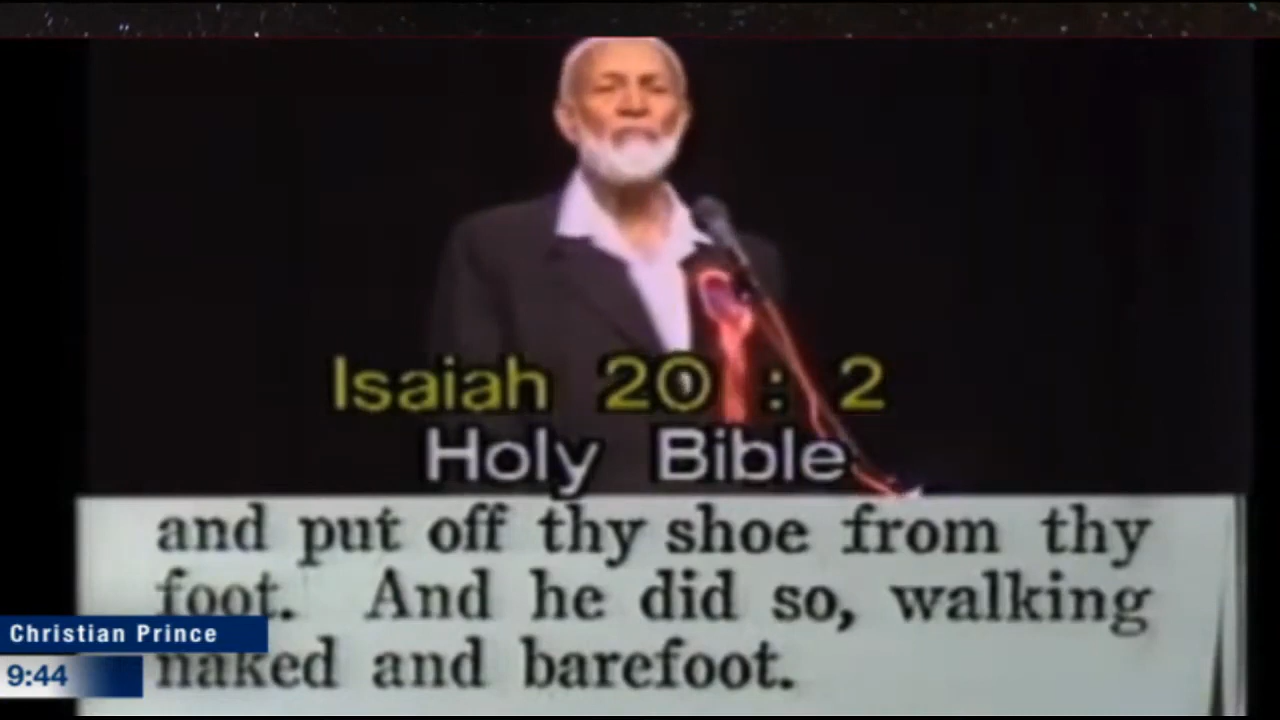 Isaiah 20 : 2
Holy Bible
and put off thy shoe from thy
foot. And he did so, walking
naked and barefoot.
Christian Prince
9:44